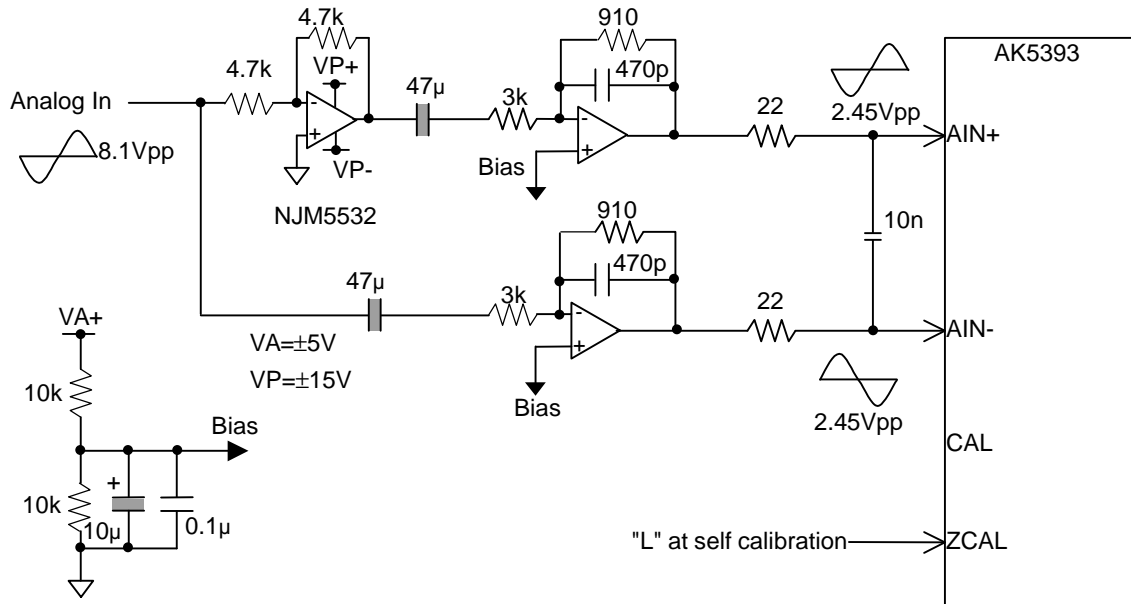 4.7k
910
AK5393
4.7k
VP+
47µ
470p
Analog In
3k
22
2.45Vpp
-
+
-
+
AIN+
8.1Vpp
VP-
Bias
NJM5532
910
10n
47µ
470p
3k
22
VA+
-
+
AIN-
VA=±5V
VP=±15V
10k
Bias
Bias
2.45Vpp
CAL
10k
+
10µ
0.1µ
"L" at self calibration
ZCAL